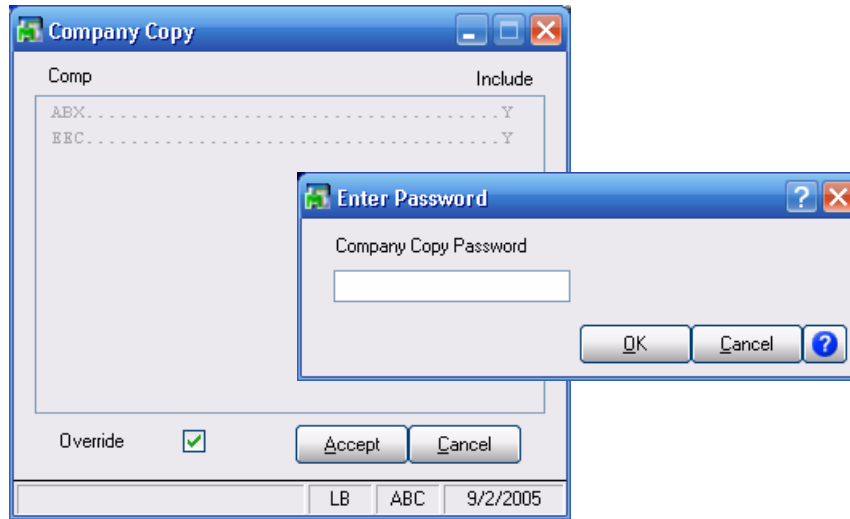 Company Copy
Comp Include
ABX.......................................Y
EEC.......................................Y
Enter Password
Company Copy Password
OK Cancel ?
Override Accept Cancel
LB ABC 9/2/2005